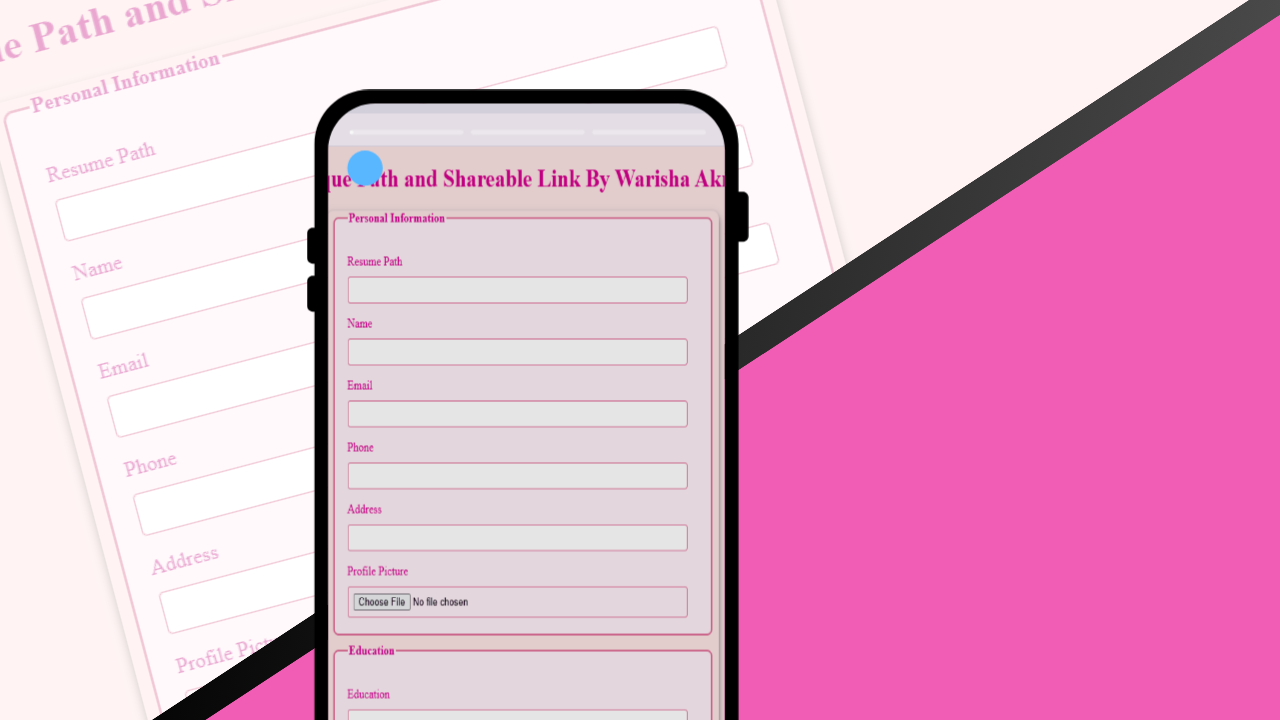 e Path and S
Personal Information
Resume Path
Name
Email
Phone
Address
Profile Pict
que Path and Shareable Link By Warisha Ak
Personal Information
Resume Path
Name
Email
Phone
Address
Profile Picture
Choose File No file chosen
Education
Education